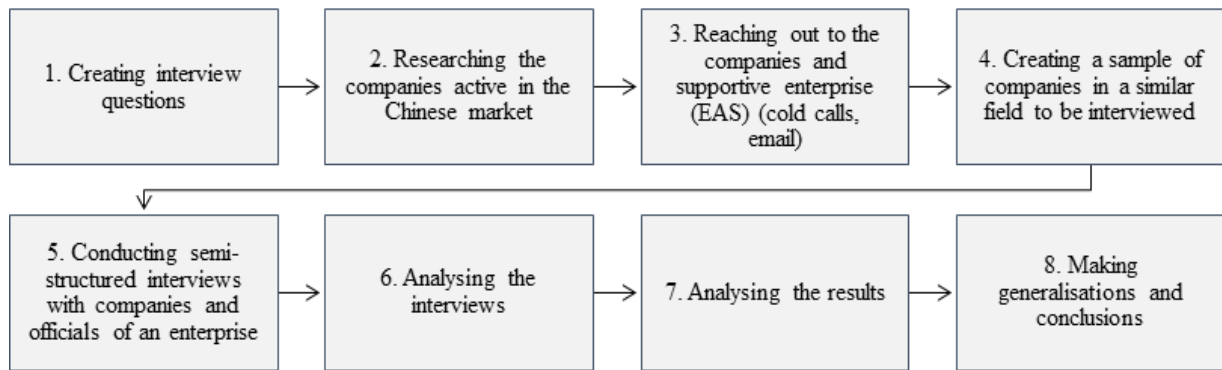 1. Creating interview
questions
2. Researching the
companies active in the
Chinese market
3. Reaching out to the
companies and
supportive enterprise
(EAS) (cold calls,
email)
4. Creating a sample of
companies in a similar
field to be interviewed
5. Conducting semi-
structured interviews
with companies and
officials of an enterprise
6. Analysing the
interviews
7. Analysing the results
8. Making
generalisations and
conclusions